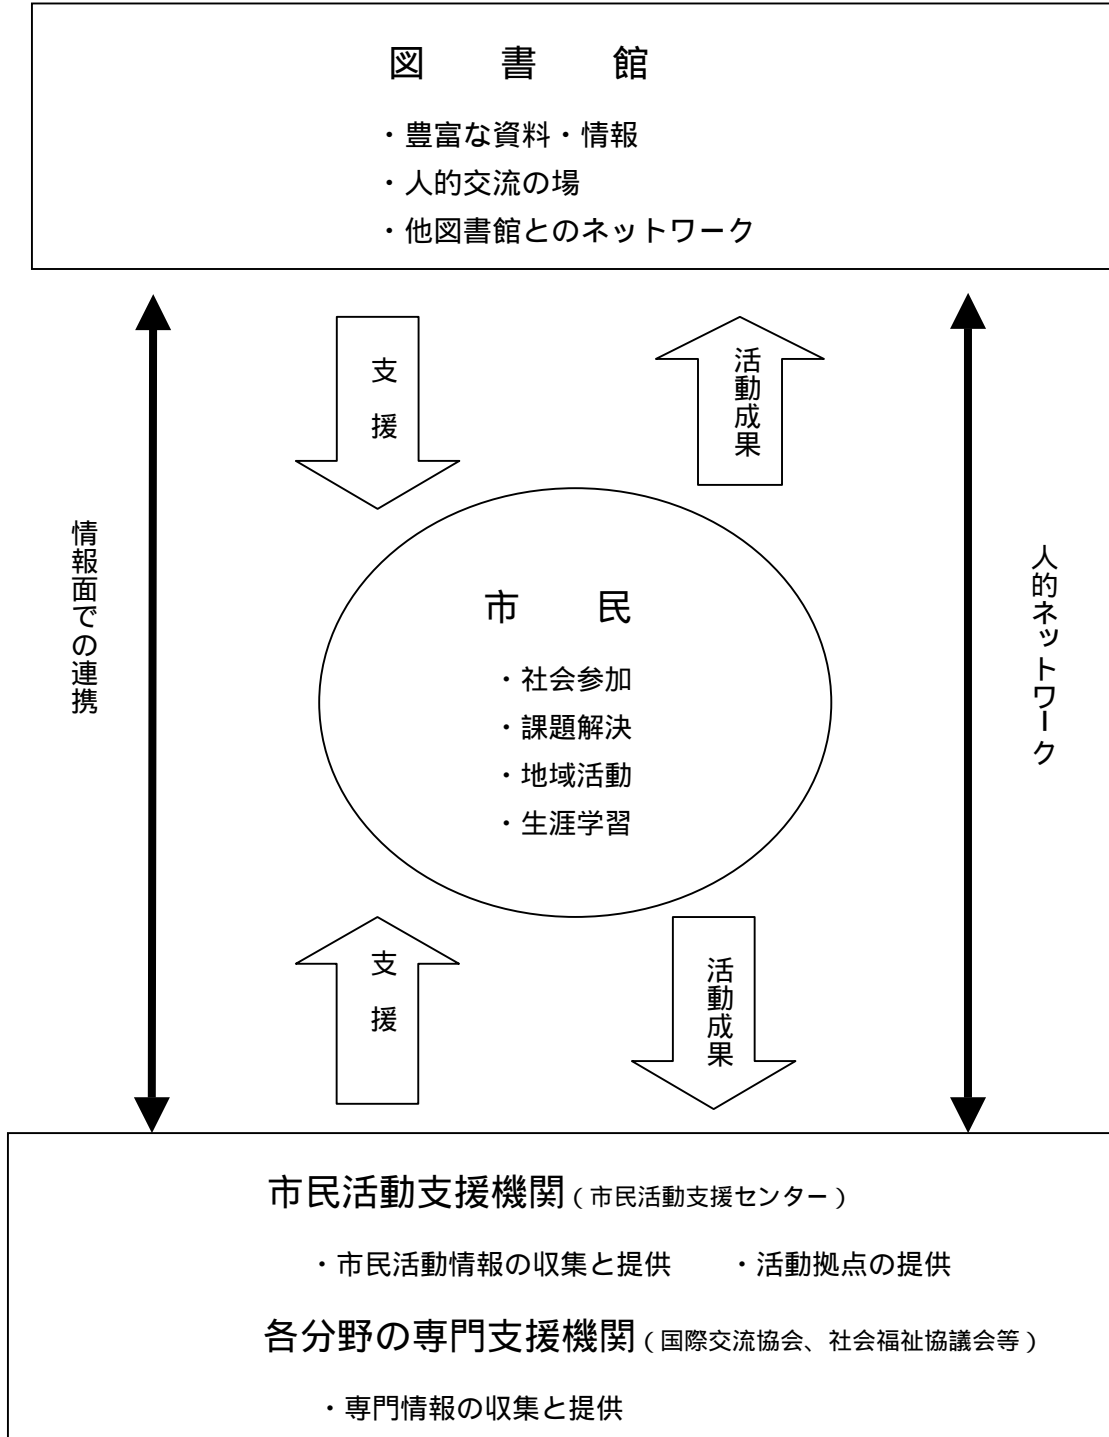 図 書 館
・豊富な資料・情報
・人的交流の場
・他図書館とのネットワーク
支援
活動成果
情報面での連携
人的ネットワーク
市 民
・社会参加
・課題解決
・地域活動
・生涯学習
支援
活動成果
市民活動支援機関(市民活動支援センター)
・市民活動情報の収集と提供 ・活動拠点の提供
各分野の専門支援機関(国際交流協会、社会福祉協議会等)
・専門情報の収集と提供